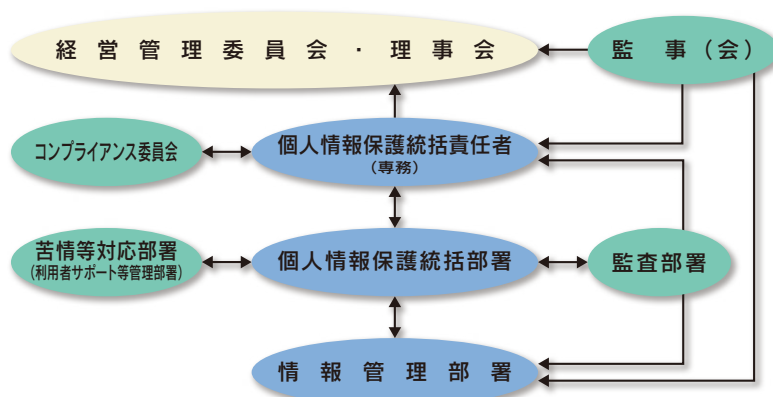 経営管理委員会・理事会
監事(会)
コンプライアンス委員会
個人情報保護統括責任者
(専務)
苦情等対応部署
(利用者サポート等管理部署)
個人情報保護統括部署
監査部署
情報管理部署